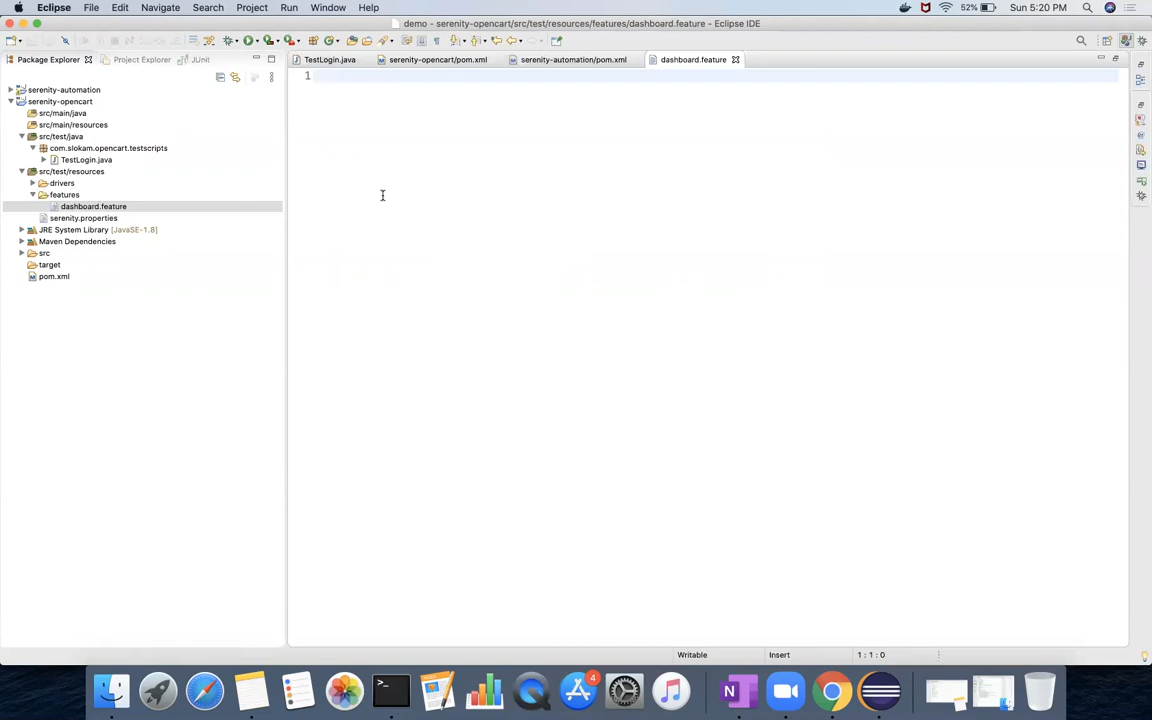 Eclipse File Edit Navigate Search Project Run Window Help 52% Sun 5:20 PM
demo - serenity-opencart/src/test/resources/features/dashboard.feature - Eclipse IDE
Package Explorer Project Explorer JUnit
TestLogin.java serenity-opencart/pom.xml serenity-automation/pom.xml dashboard.feature
1
serenity-automation
serenity-opencart
src/main/java
src/main/resources
src/test/java
com.slokam.opencart.testscripts
TestLogin.java
src/test/resources
drivers
features
dashboard.feature
serenity.properties
JRE System Library [JavaSE-1.8]
Maven Dependencies
src
target
pom.xml
Writable Insert 1 : 1 : 0
4